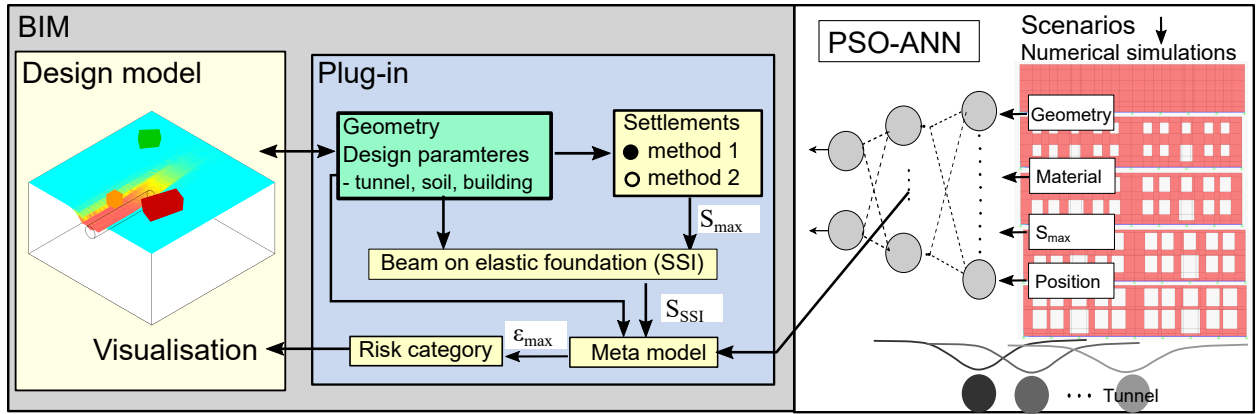 BIM
Design model
Visualisation
Plug-in
Geometry
Design paramteres
- tunnel, soil, building
Settlements
method 1
method 2
Smax
Beam on elastic foundation (SSI)
SSSI
εmax
Risk category
Meta model
PSO-ANN
Scenarios
Numerical simulations
Geometry
Material
Smax
Position
... Tunnel